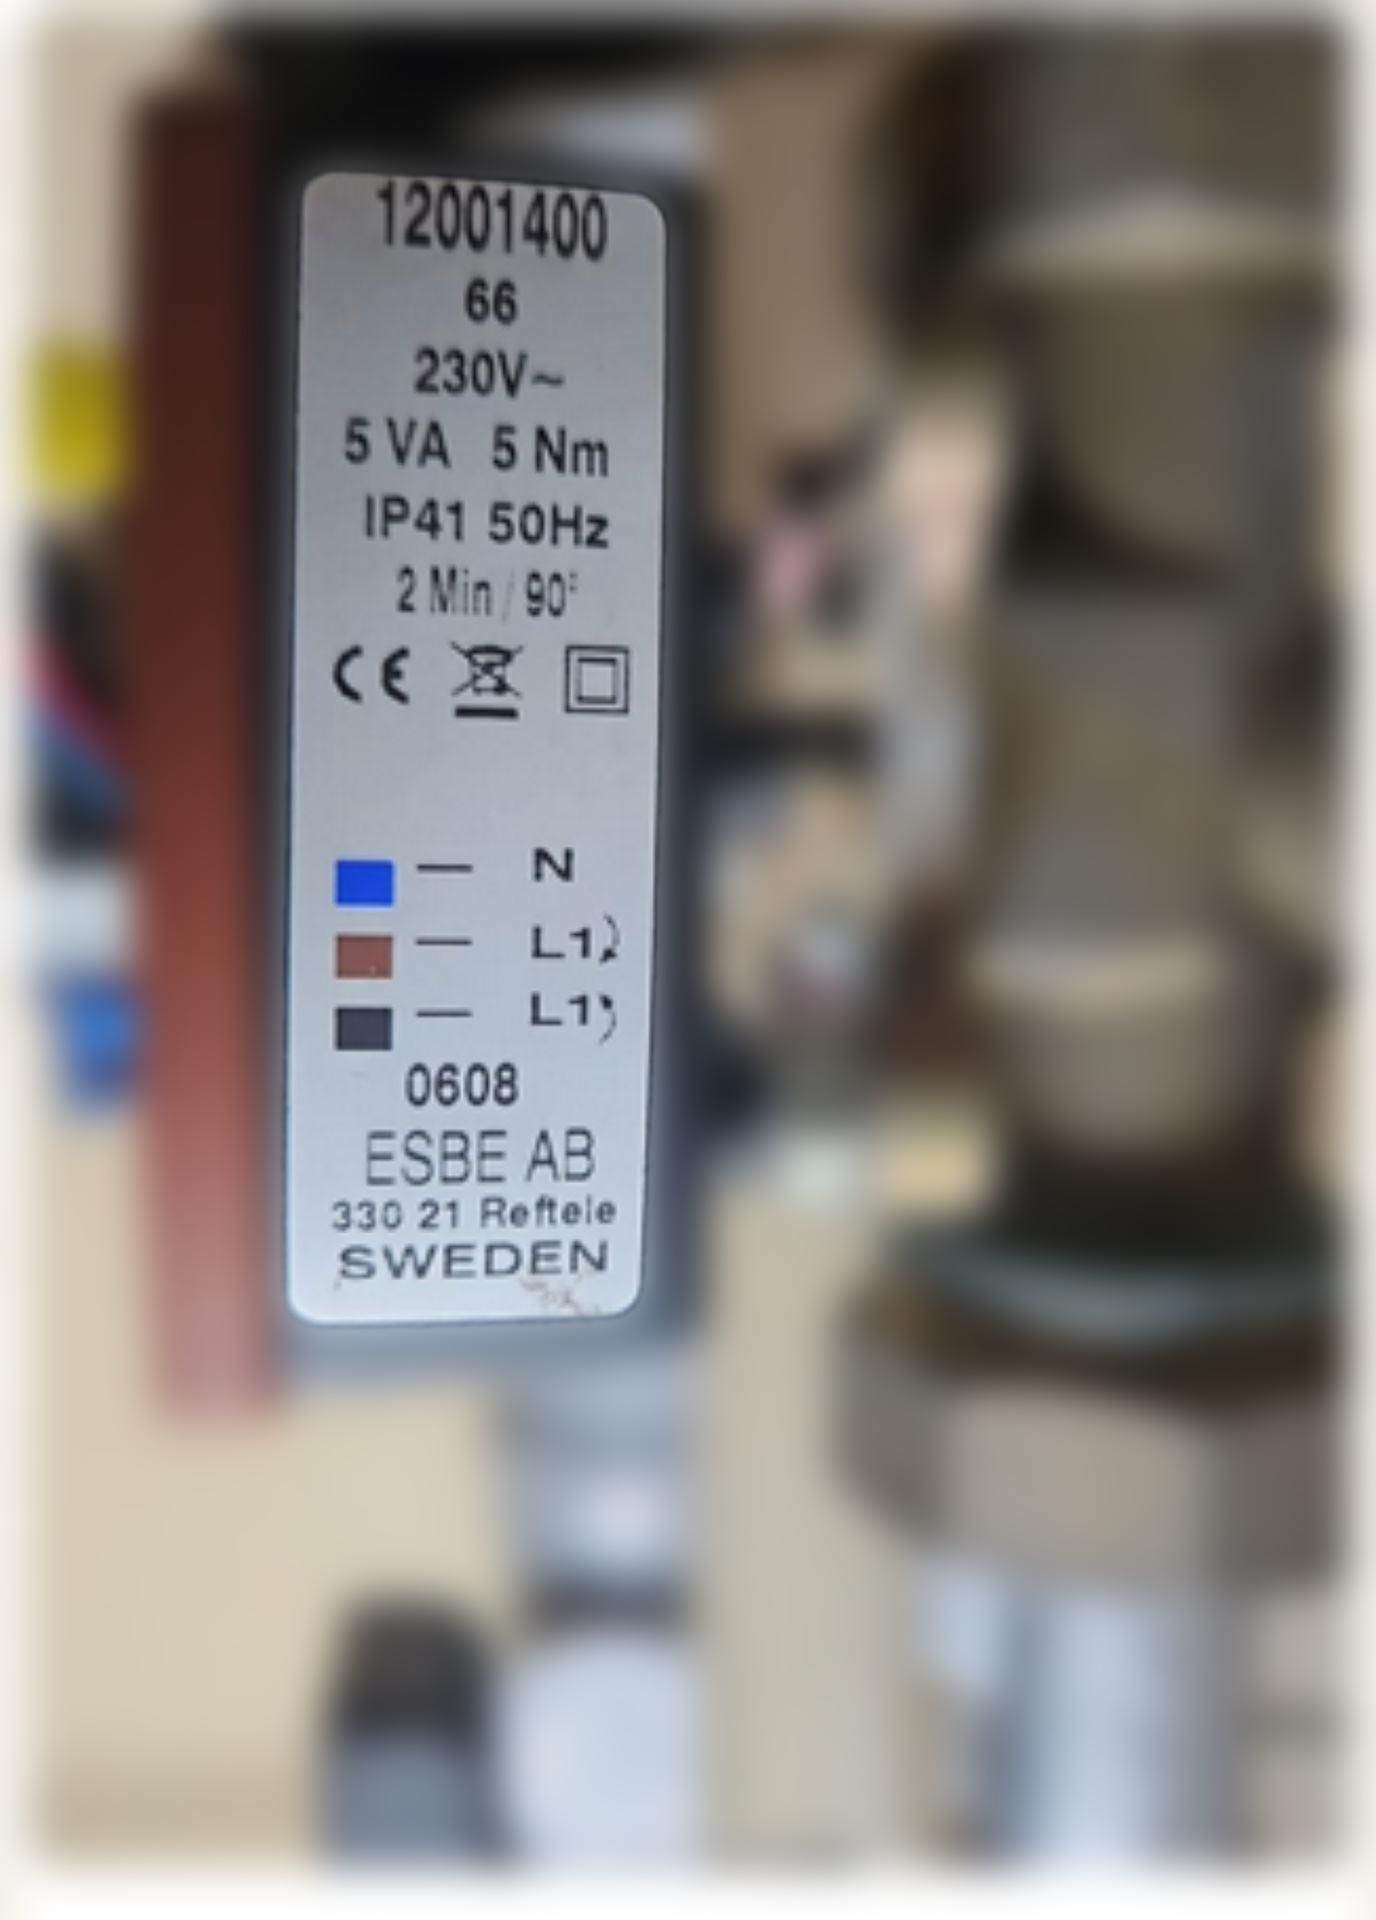 12001400
66
230V~
5 VA 5 Nm
IP41 50Hz
2 Min / 90°
CE
— N
— L1
— L1
0608
ESBE AB
330 21 Reftele
SWEDEN